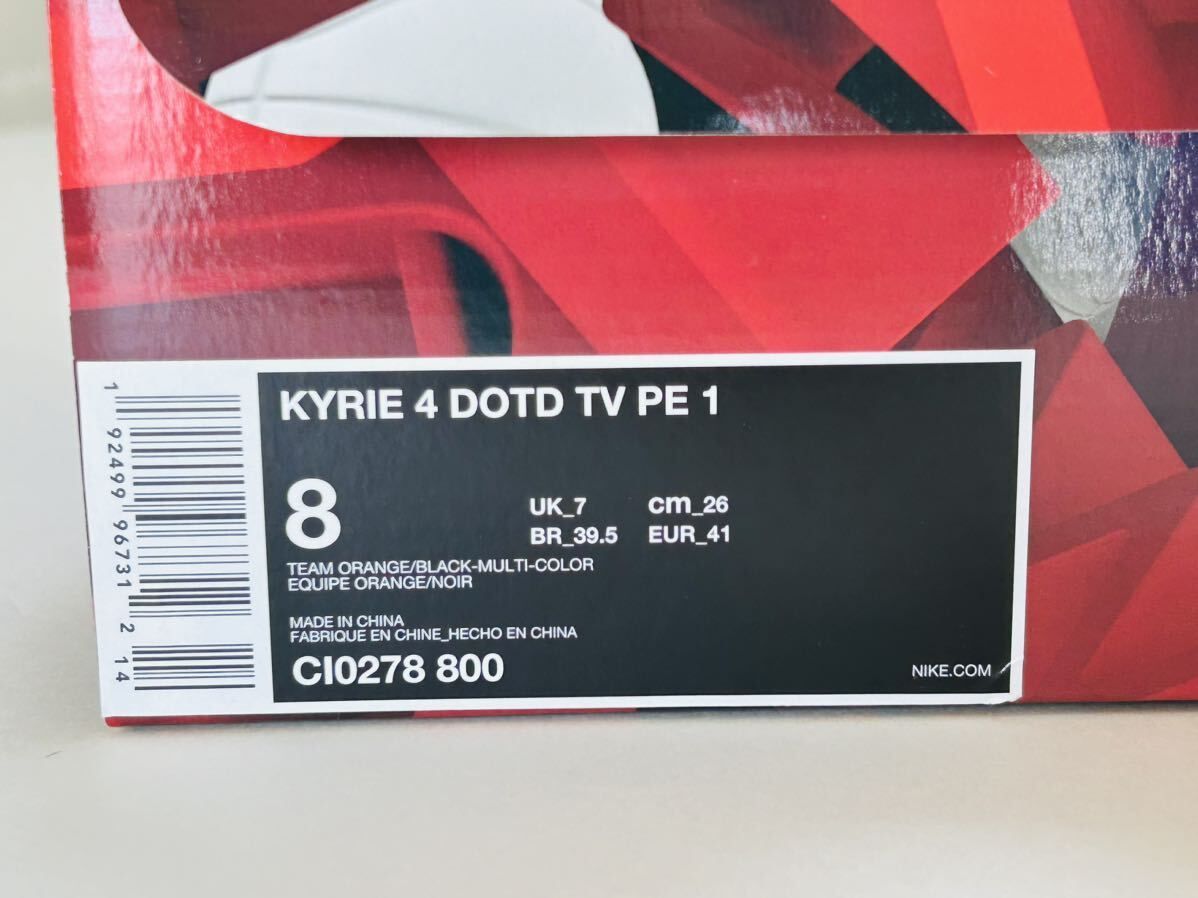 KYRIE 4 DOTD TV PE 1
8
UK_7 cm_26
BR_39.5 EUR_41
TEAM ORANGE/BLACK-MULTI-COLOR
EQUIPE ORANGE/NOIR
MADE IN CHINA
FABRIQUE EN CHINE_HECHO EN CHINA
CI0278 800
NIKE.COM
1 92499 96731 2 14